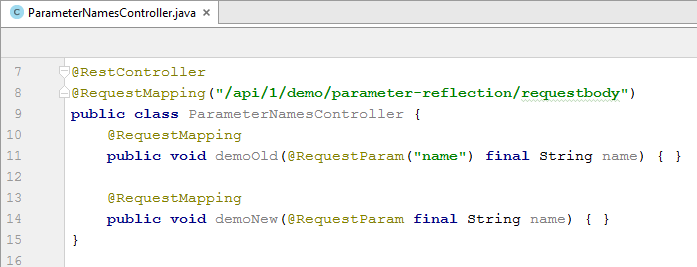 ParameterNamesController.java
7 @RestController
8 @RequestMapping("/api/1/demo/parameter-reflection/requestbody")
9 public class ParameterNamesController {
10     @RequestMapping
11     public void demoOld(@RequestParam("name") final String name) { }
12
13     @RequestMapping
14     public void demoNew(@RequestParam final String name) { }
15 }
16